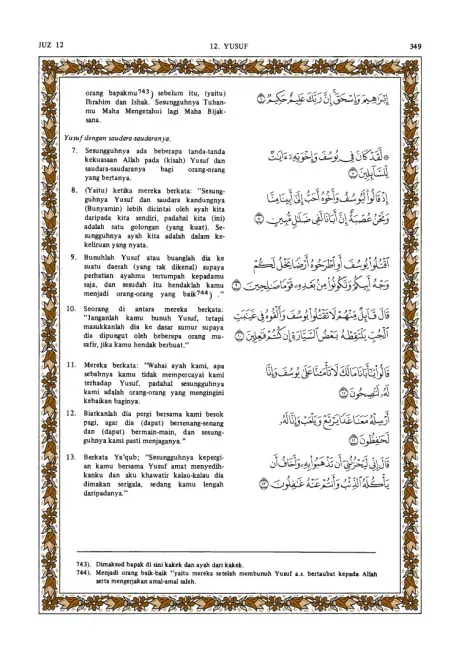 JUZ 12
12. YUSUF
349
orang bapakmu743) sebelum itu, (yaitu)
Ibrahim dan Ishak. Sesungguhnya Tuhan-
mu Maha Mengetahui lagi Maha Bijak-
sana.
إِبْرَٰهِيمَ وَإِسْحَٰقَ إِنَّ رَبَّكَ عَلِيمٌ حَكِيمٌ ۝٦
Yusuf dengan saudara-saudaranya.
7. Sesungguhnya ada beberapa tanda-tanda
kekuasaan Allah pada (kisah) Yusuf dan
saudara-saudaranya bagi orang-orang
yang bertanya.
لَّقَدْ كَانَ فِى يُوسُفَ وَإِخْوَتِهِۦٓ ءَايَٰتٌ
لِّلسَّآئِلِينَ ۝٧
8. (Yaitu) ketika mereka berkata: "Sesung-
guhnya Yusuf dan saudara kandungnya
(Bunyamin) lebih dicintai oleh ayah kita
daripada kita sendiri, padahal kita (ini)
adalah satu golongan (yang kuat). Se-
sungguhnya ayah kita adalah dalam ke-
keliruan yang nyata.
إِذْ قَالُوا۟ لَيُوسُفُ وَأَخُوهُ أَحَبُّ إِلَىٰٓ أَبِينَا مِنَّا
وَنَحْنُ عُصْبَةٌ إِنَّ أَبَانَا لَفِى ضَلَٰلٍ مُّبِينٍ ۝٨
9. Bunuhlah Yusuf atau buanglah dia ke
suatu daerah (yang tak dikenal) supaya
perhatian ayahmu tertumpah kepadamu
saja, dan sesudah itu hendaklah kamu
menjadi orang-orang yang baik744) ."
ٱقْتُلُوا۟ يُوسُفَ أَوِ ٱطْرَحُوهُ أَرْضًا يَخْلُ لَكُمْ
وَجْهُ أَبِيكُمْ وَتَكُونُوا۟ مِنۢ بَعْدِهِۦ قَوْمًا صَٰلِحِينَ ۝٩
10. Seorang di antara mereka berkata:
"Janganlah kamu bunuh Yusuf, tetapi
masukkanlah dia ke dasar sumur supaya
dia dipungut oleh beberapa orang mu-
safir, jika kamu hendak berbuat."
قَالَ قَآئِلٌ مِّنْهُمْ لَا تَقْتُلُوا۟ يُوسُفَ وَأَلْقُوهُ فِى غَيَٰبَتِ
ٱلْجُبِّ يَلْتَقِطْهُ بَعْضُ ٱلسَّيَّارَةِ إِن كُنتُمْ فَٰعِلِينَ ۝١٠
11. Mereka berkata: "Wahai ayah kami, apa
sebabnya kamu tidak mempercayai kami
terhadap Yusuf, padahal sesungguhnya
kami adalah orang-orang yang mengingini
kebaikan baginya.
قَالُوا۟ يَٰٓأَبَانَا مَا لَكَ لَا تَأْمَ۫نَّا عَلَىٰ يُوسُفَ وَإِنَّا
لَهُۥ لَنَٰصِحُونَ ۝١١
12. Biarkanlah dia pergi bersama kami besok
pagi, agar dia (dapat) bersenang-senang
dan (dapat) bermain-main, dan sesung-
guhnya kami pasti menjaganya."
أَرْسِلْهُ مَعَنَا غَدًا يَرْتَعْ وَيَلْعَبْ وَإِنَّا لَهُۥ
لَحَٰفِظُونَ ۝١٢
13. Berkata Ya'qub; "Sesungguhnya kepergi-
an kamu bersama Yusuf amat menyedih-
kanku dan aku khawatir kalau-kalau dia
dimakan serigala, sedang kamu lengah
daripadanya."
قَالَ إِنِّى لَيَحْزُنُنِىٓ أَن تَذْهَبُوا۟ بِهِۦ وَأَخَافُ أَن
يَأْكُلَهُ ٱلذِّئْبُ وَأَنتُمْ عَنْهُ غَٰفِلُونَ ۝١٣
743). Dimaksud bapak di sini kakek dan ayah dari kakek.
744). Menjadi orang baik-baik "yaitu mereka setelah membunuh Yusuf a.s. bertaubat kepada Allah
serta mengerjakan amal-amal saleh.